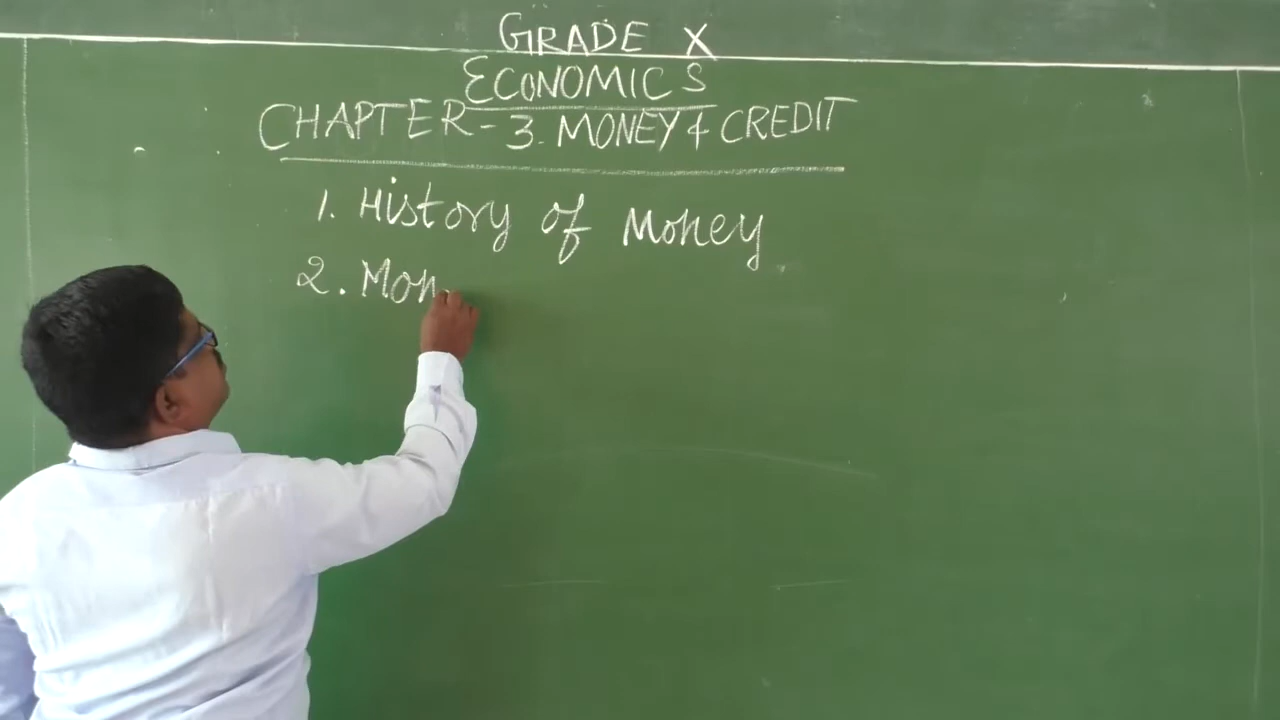 GRADE X
ECONOMICS
CHAPTER - 3. MONEY & CREDIT
1. History of Money
2. Mon